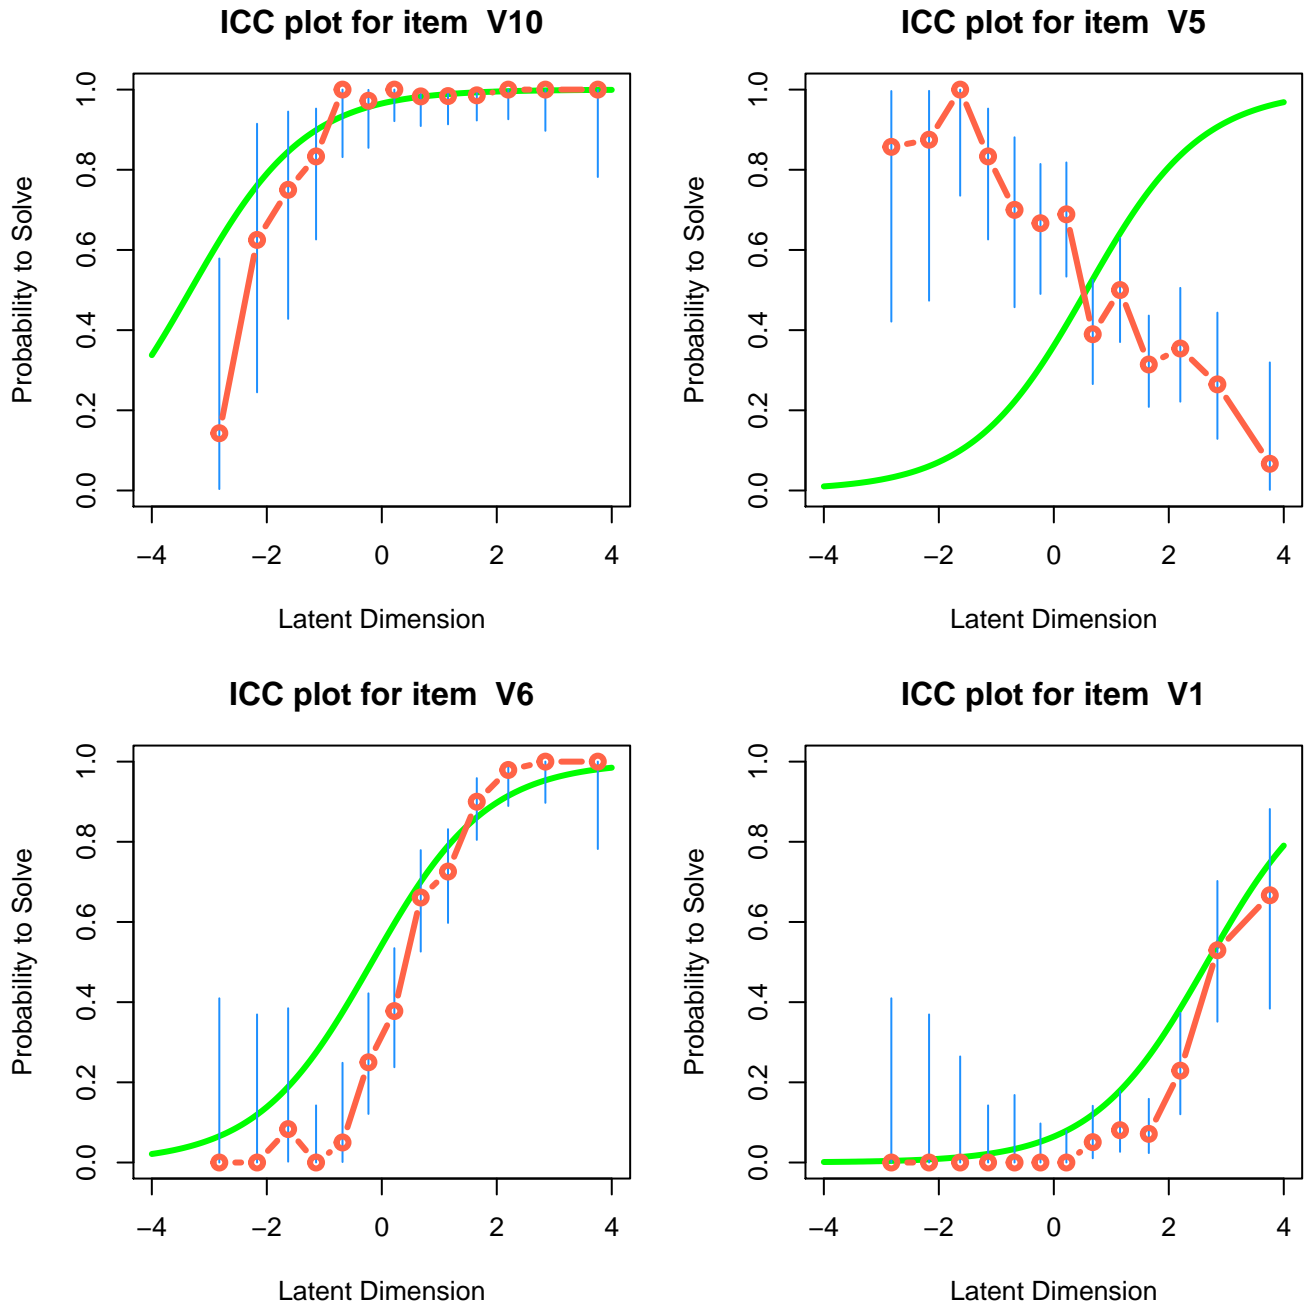 ICC plot for item  V10
Probability to Solve
1.0
0.8
0.6
0.4
0.2
0.0
−4 −2 0 2 4
Latent Dimension
ICC plot for item  V5
Probability to Solve
1.0
0.8
0.6
0.4
0.2
0.0
−4 −2 0 2 4
Latent Dimension
ICC plot for item  V6
Probability to Solve
1.0
0.8
0.6
0.4
0.2
0.0
−4 −2 0 2 4
Latent Dimension
ICC plot for item  V1
Probability to Solve
1.0
0.8
0.6
0.4
0.2
0.0
−4 −2 0 2 4
Latent Dimension